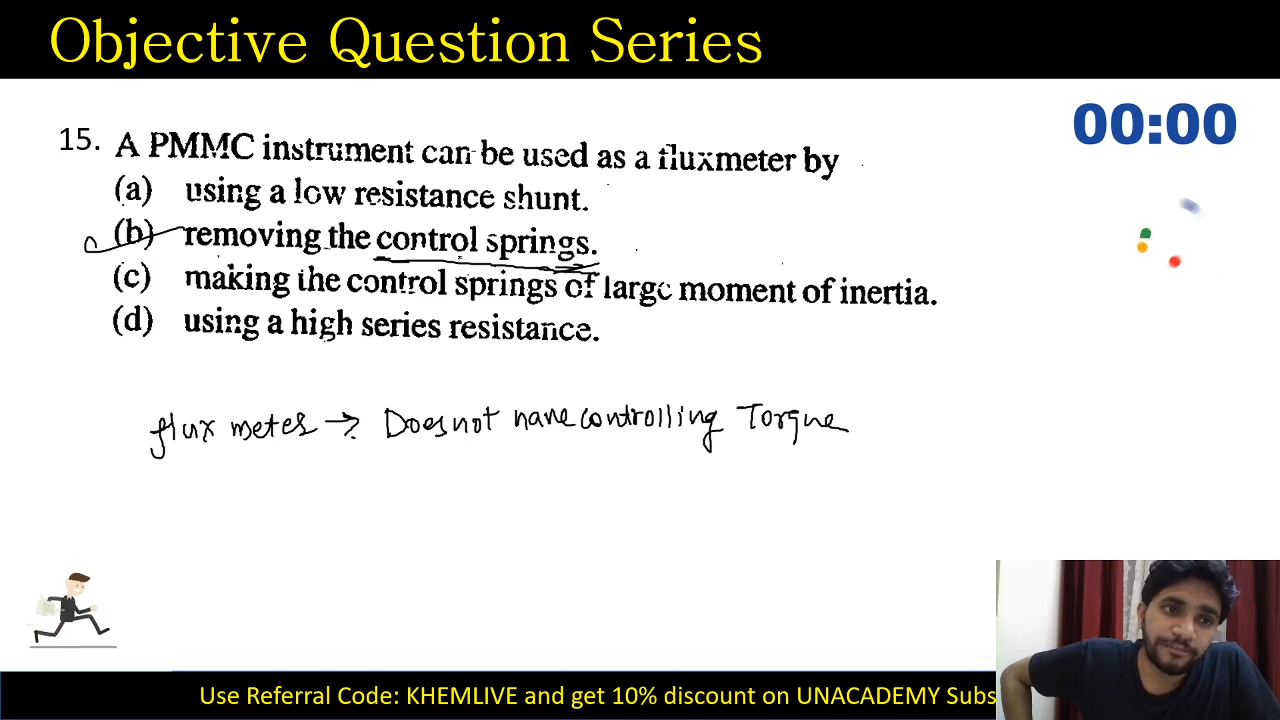 Objective Question Series
00:00
15. A PMMC instrument can be used as a fluxmeter by
(a) using a low resistance shunt.
(b) removing the control springs.
(c) making the control springs of large moment of inertia.
(d) using a high series resistance.
flux meter → Does not have controlling Torque
Use Referral Code: KHEMLIVE and get 10% discount on UNACADEMY Subs